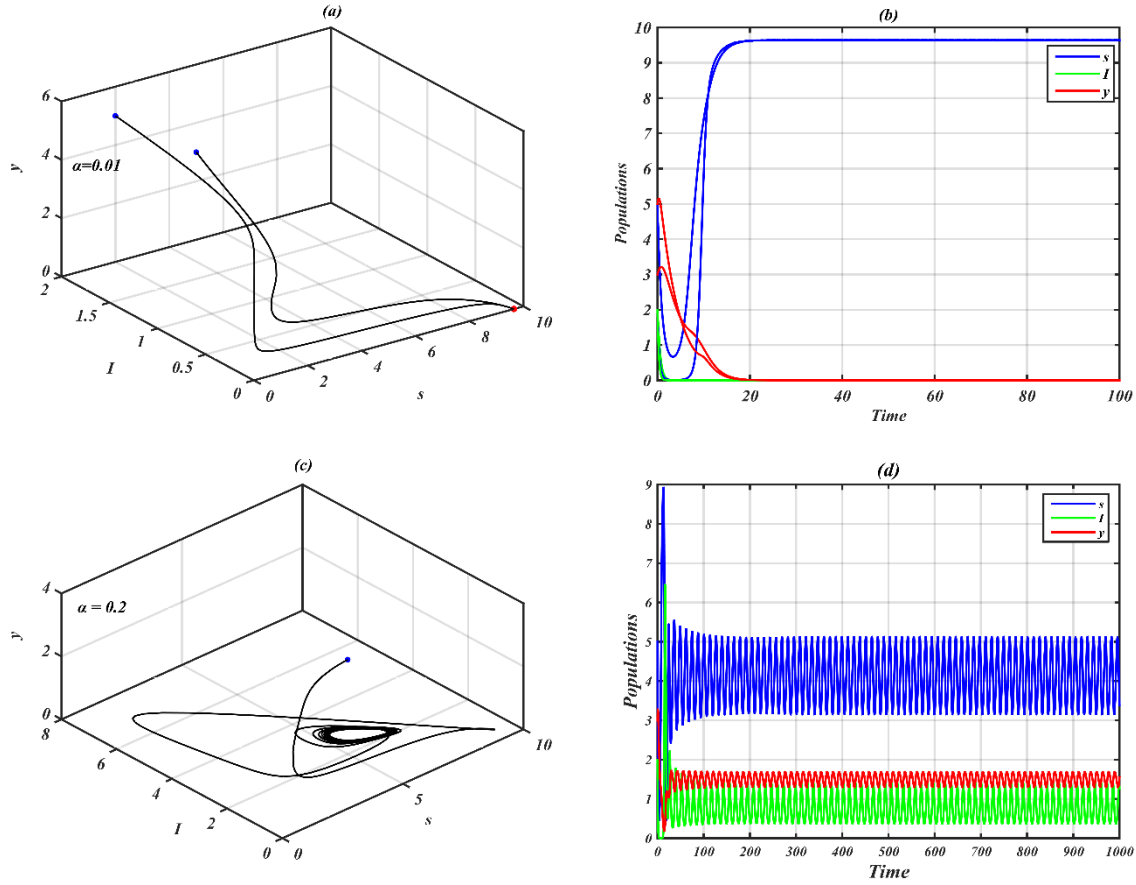 (a)
6
4
2
0
y
α=0.01
2
1.5
1
0.5
0
I
0
2
4
6
8
10
s
(b)
10
9
8
7
6
5
4
3
2
1
0
Populations
0
20
40
60
80
100
Time
s
I
y
(c)
4
2
0
y
α = 0.2
8
6
4
2
0
I
0
5
10
s
(d)
9
8
7
6
5
4
3
2
1
0
Populations
0
100
200
300
400
500
600
700
800
900
1000
Time
s
I
y